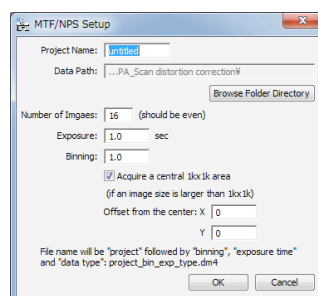 MTF/NPS Setup
Project Name: untitled
Data Path: ...PA_Scan distortion correction¥
Browse Folder Directory
Number of Imgaes: 16 (should be even)
Exposure: 1.0 sec
Binning: 1.0
Acquire a central 1kx1k area
(if an image size is larger than 1kx1k)
Offset from the center: X 0
Y 0
File name will be "project" followed by "binning", "exposure time"
and "data type": project_bin_exp_type.dm4
OK Cancel